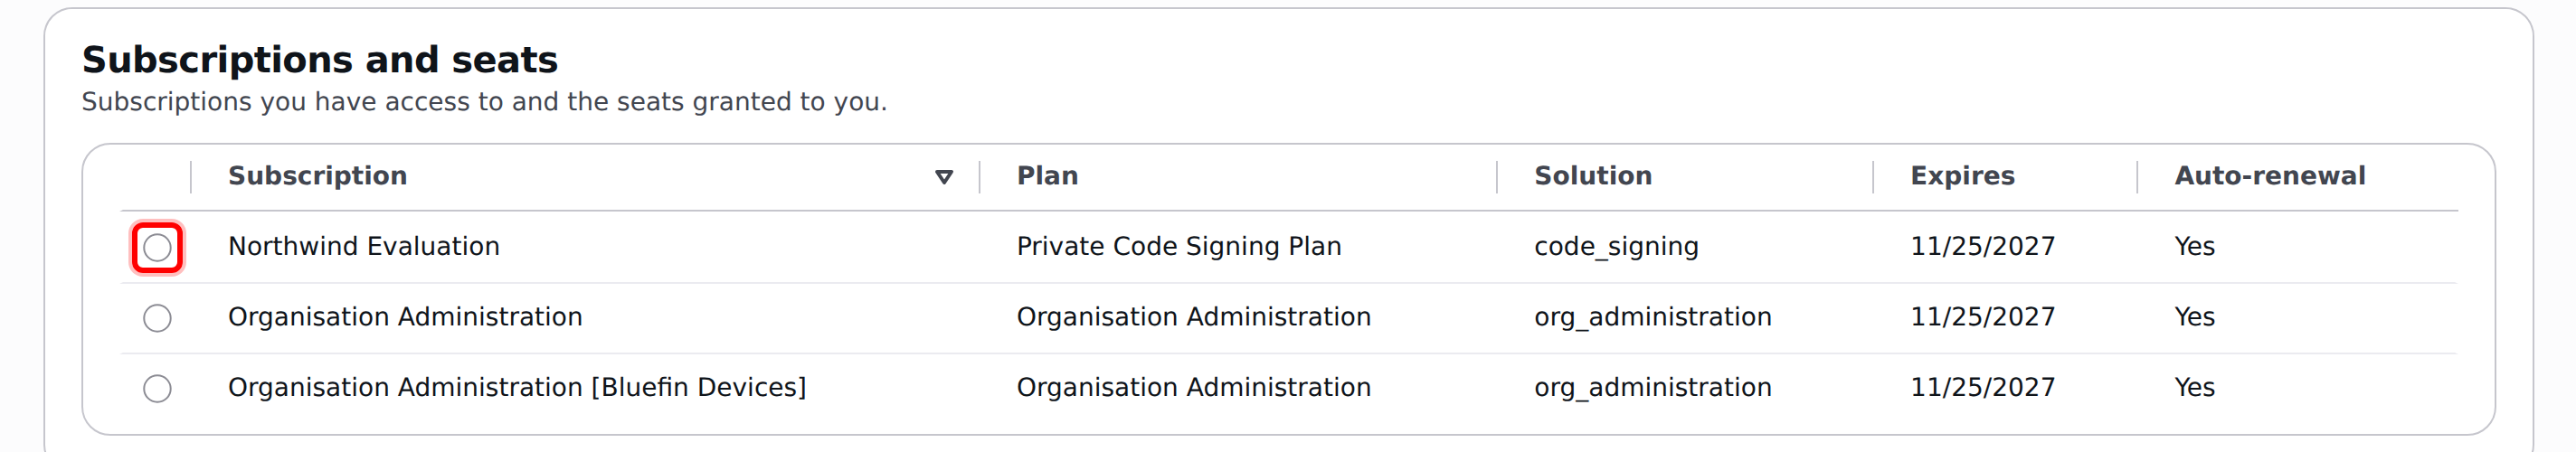 Subscriptions and seats
Subscriptions you have access to and the seats granted to you.
Subscription Plan Solution Expires Auto-renewal
Northwind Evaluation Private Code Signing Plan code_signing 11/25/2027 Yes
Organisation Administration Organisation Administration org_administration 11/25/2027 Yes
Organisation Administration [Bluefin Devices] Organisation Administration org_administration 11/25/2027 Yes